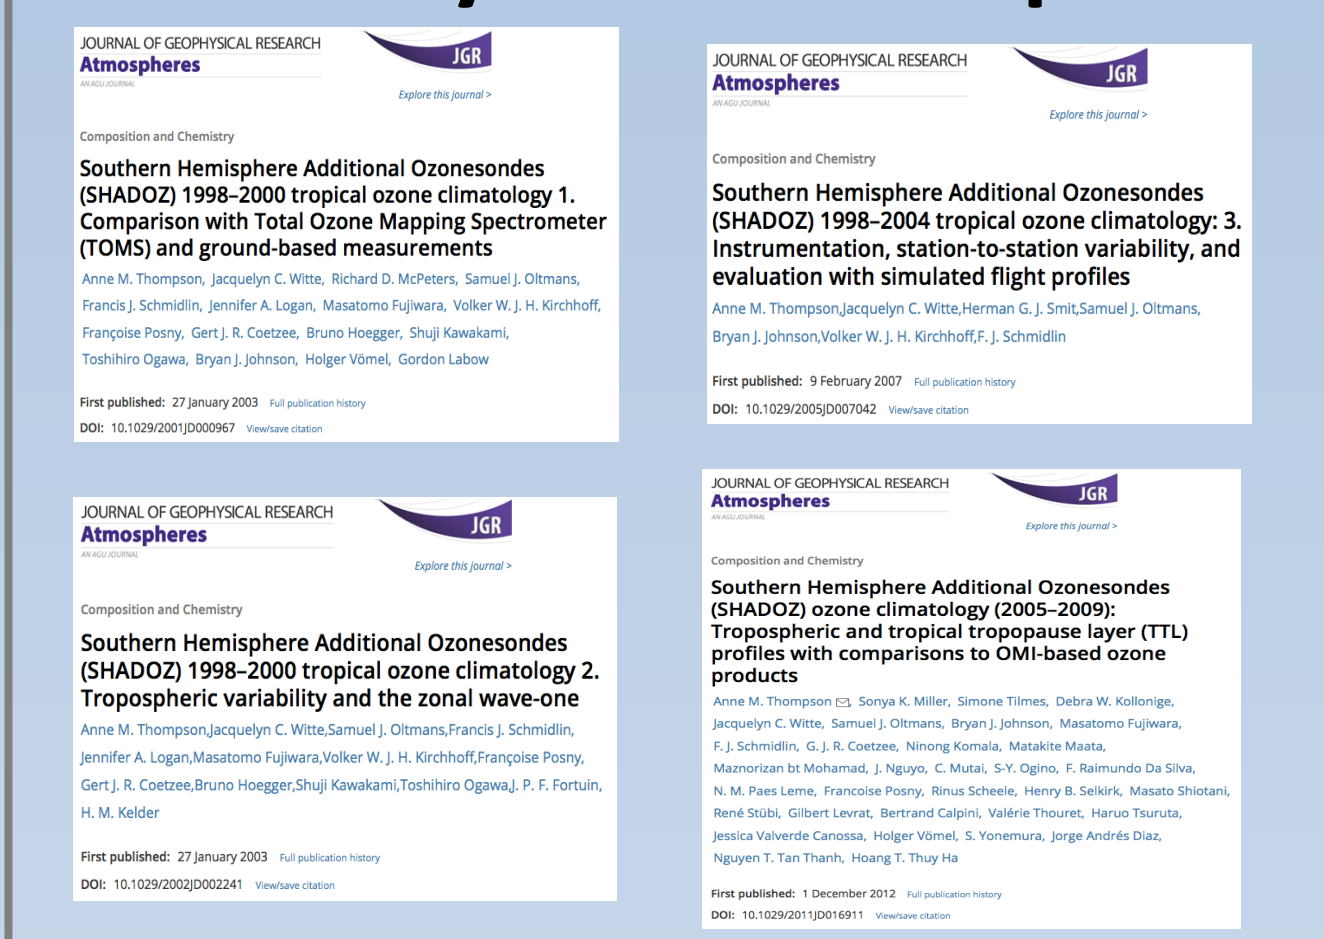 JOURNAL OF GEOPHYSICAL RESEARCH
Atmospheres
AN AGU JOURNAL
JGR
Explore this journal >
Composition and Chemistry
Southern Hemisphere Additional Ozonesondes
(SHADOZ) 1998–2000 tropical ozone climatology 1.
Comparison with Total Ozone Mapping Spectrometer
(TOMS) and ground-based measurements
Anne M. Thompson, Jacquelyn C. Witte, Richard D. McPeters, Samuel J. Oltmans,
Francis J. Schmidlin, Jennifer A. Logan, Masatomo Fujiwara, Volker W. J. H. Kirchhoff,
Françoise Posny, Gert J. R. Coetzee, Bruno Hoegger, Shuji Kawakami,
Toshihiro Ogawa, Bryan J. Johnson, Holger Vömel, Gordon Labow
First published: 27 January 2003 Full publication history
DOI: 10.1029/2001JD000967 View/save citation
JOURNAL OF GEOPHYSICAL RESEARCH
Atmospheres
AN AGU JOURNAL
JGR
Explore this journal >
Composition and Chemistry
Southern Hemisphere Additional Ozonesondes
(SHADOZ) 1998–2004 tropical ozone climatology: 3.
Instrumentation, station-to-station variability, and
evaluation with simulated flight profiles
Anne M. Thompson,Jacquelyn C. Witte,Herman G. J. Smit,Samuel J. Oltmans,
Bryan J. Johnson,Volker W. J. H. Kirchhoff,F. J. Schmidlin
First published: 9 February 2007 Full publication history
DOI: 10.1029/2005JD007042 View/save citation
JOURNAL OF GEOPHYSICAL RESEARCH
Atmospheres
AN AGU JOURNAL
JGR
Explore this journal >
Composition and Chemistry
Southern Hemisphere Additional Ozonesondes
(SHADOZ) 1998–2000 tropical ozone climatology 2.
Tropospheric variability and the zonal wave-one
Anne M. Thompson,Jacquelyn C. Witte,Samuel J. Oltmans,Francis J. Schmidlin,
Jennifer A. Logan,Masatomo Fujiwara,Volker W. J. H. Kirchhoff,Françoise Posny,
Gert J. R. Coetzee,Bruno Hoegger,Shuji Kawakami,Toshihiro Ogawa,J. P. F. Fortuin,
H. M. Kelder
First published: 27 January 2003 Full publication history
DOI: 10.1029/2002JD002241 View/save citation
JOURNAL OF GEOPHYSICAL RESEARCH
Atmospheres
AN AGU JOURNAL
JGR
Explore this journal >
Composition and Chemistry
Southern Hemisphere Additional Ozonesondes
(SHADOZ) ozone climatology (2005–2009):
Tropospheric and tropical tropopause layer (TTL)
profiles with comparisons to OMI-based ozone
products
Anne M. Thompson, Sonya K. Miller, Simone Tilmes, Debra W. Kollonige,
Jacquelyn C. Witte, Samuel J. Oltmans, Bryan J. Johnson, Masatomo Fujiwara,
F. J. Schmidlin, G. J. R. Coetzee, Ninong Komala, Matakite Maata,
Maznorizan bt Mohamad, J. Nguyo, C. Mutai, S-Y. Ogino, F. Raimundo Da Silva,
N. M. Paes Leme, Francoise Posny, Rinus Scheele, Henry B. Selkirk, Masato Shiotani,
René Stübi, Gilbert Levrat, Bertrand Calpini, Valérie Thouret, Haruo Tsuruta,
Jessica Valverde Canossa, Holger Vömel, S. Yonemura, Jorge Andrés Diaz,
Nguyen T. Tan Thanh, Hoang T. Thuy Ha
First published: 1 December 2012 Full publication history
DOI: 10.1029/2011JD016911 View/save citation